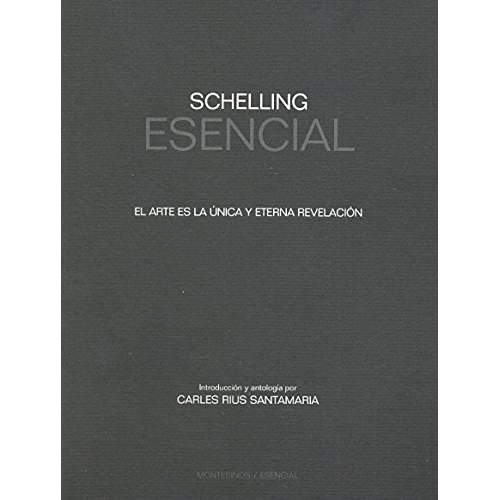 SCHELLING
ESENCIAL
EL ARTE ES LA ÚNICA Y ETERNA REVELACIÓN
Introducción y antología por
CARLES RIUS SANTAMARIA
MONTESINOS / ESENCIAL